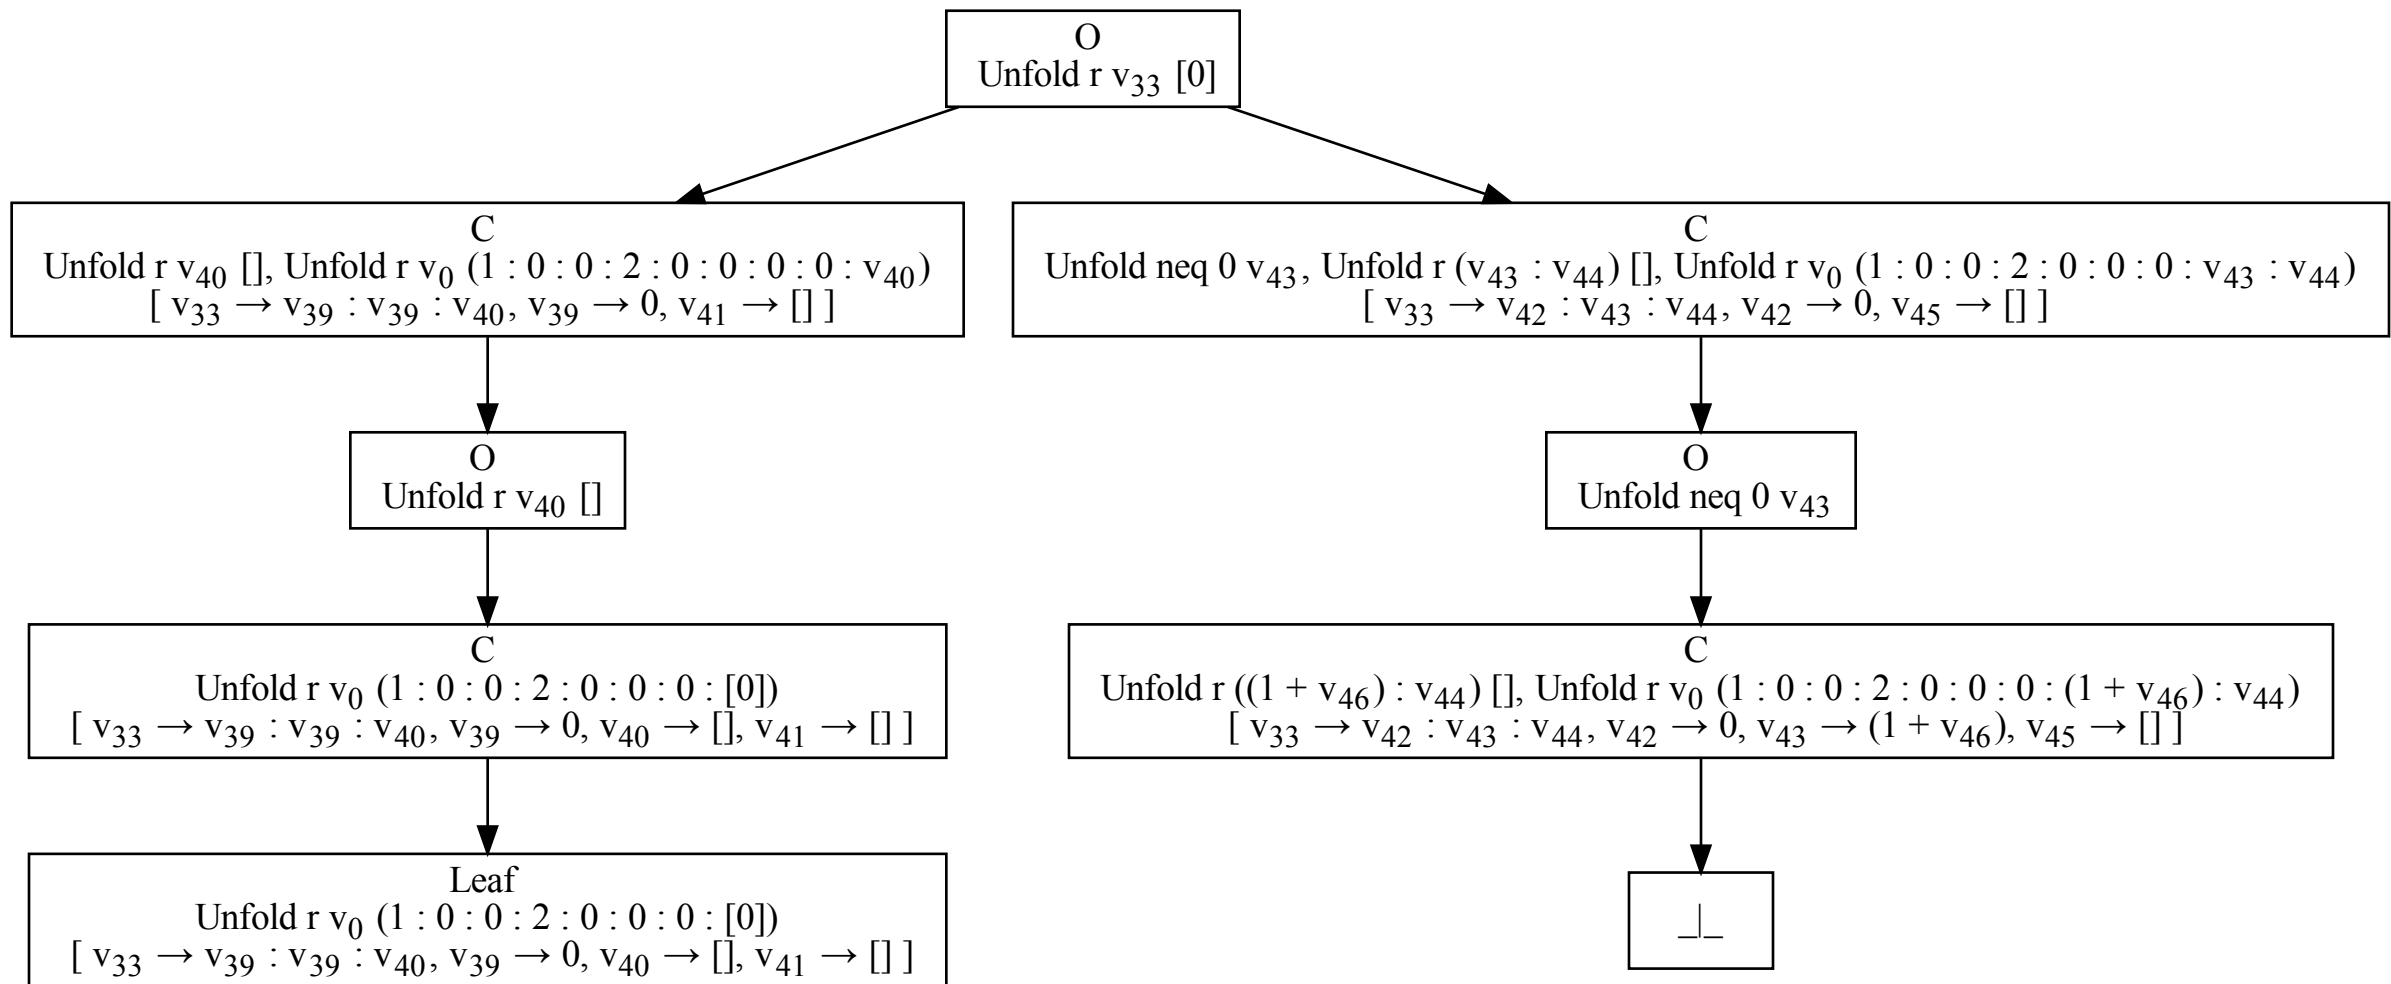 O
Unfold r v₃₃ [0]
C
Unfold r v₄₀ [], Unfold r v₀ (1 : 0 : 0 : 2 : 0 : 0 : 0 : 0 : v₄₀)
[ v₃₃ → v₃₉ : v₃₉ : v₄₀, v₃₉ → 0, v₄₁ → [] ]
C
Unfold neq 0 v₄₃, Unfold r (v₄₃ : v₄₄) [], Unfold r v₀ (1 : 0 : 0 : 2 : 0 : 0 : 0 : v₄₃ : v₄₄)
[ v₃₃ → v₄₂ : v₄₃ : v₄₄, v₄₂ → 0, v₄₅ → [] ]
O
Unfold r v₄₀ []
O
Unfold neq 0 v₄₃
C
Unfold r v₀ (1 : 0 : 0 : 2 : 0 : 0 : 0 : [0])
[ v₃₃ → v₃₉ : v₃₉ : v₄₀, v₃₉ → 0, v₄₀ → [], v₄₁ → [] ]
C
Unfold r ((1 + v₄₆) : v₄₄) [], Unfold r v₀ (1 : 0 : 0 : 2 : 0 : 0 : 0 : (1 + v₄₆) : v₄₄)
[ v₃₃ → v₄₂ : v₄₃ : v₄₄, v₄₂ → 0, v₄₃ → (1 + v₄₆), v₄₅ → [] ]
Leaf
Unfold r v₀ (1 : 0 : 0 : 2 : 0 : 0 : 0 : [0])
[ v₃₃ → v₃₉ : v₃₉ : v₄₀, v₃₉ → 0, v₄₀ → [], v₄₁ → [] ]
_|_